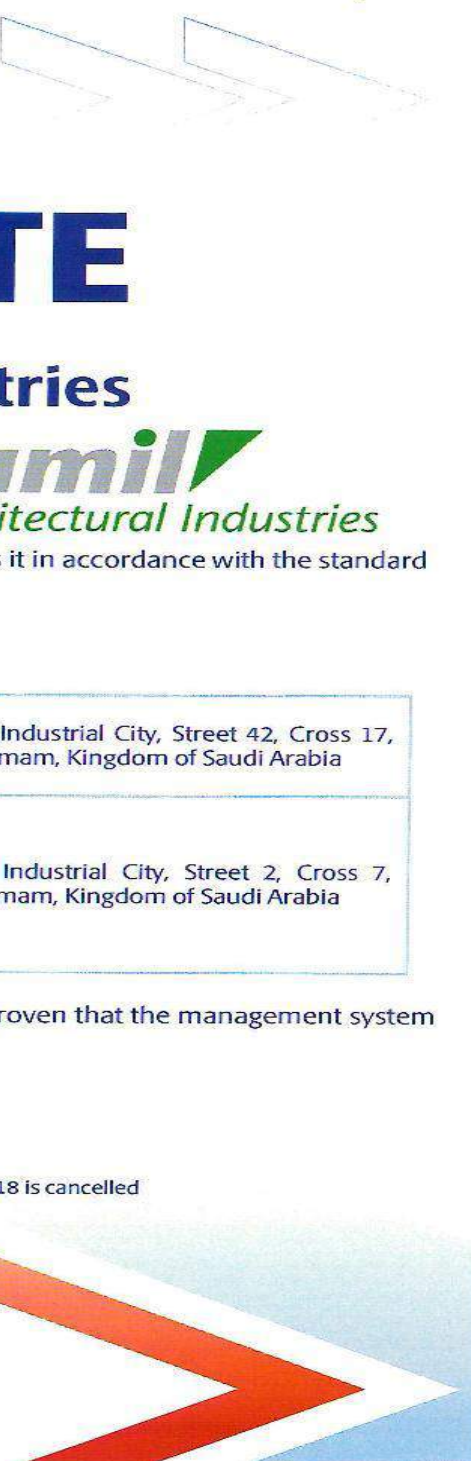 TE
tries
amil
itectural Industries
s it in accordance with the standard
Industrial City, Street 42, Cross 17,
mam, Kingdom of Saudi Arabia
Industrial City, Street 2, Cross 7,
mam, Kingdom of Saudi Arabia
roven that the management system
18 is cancelled